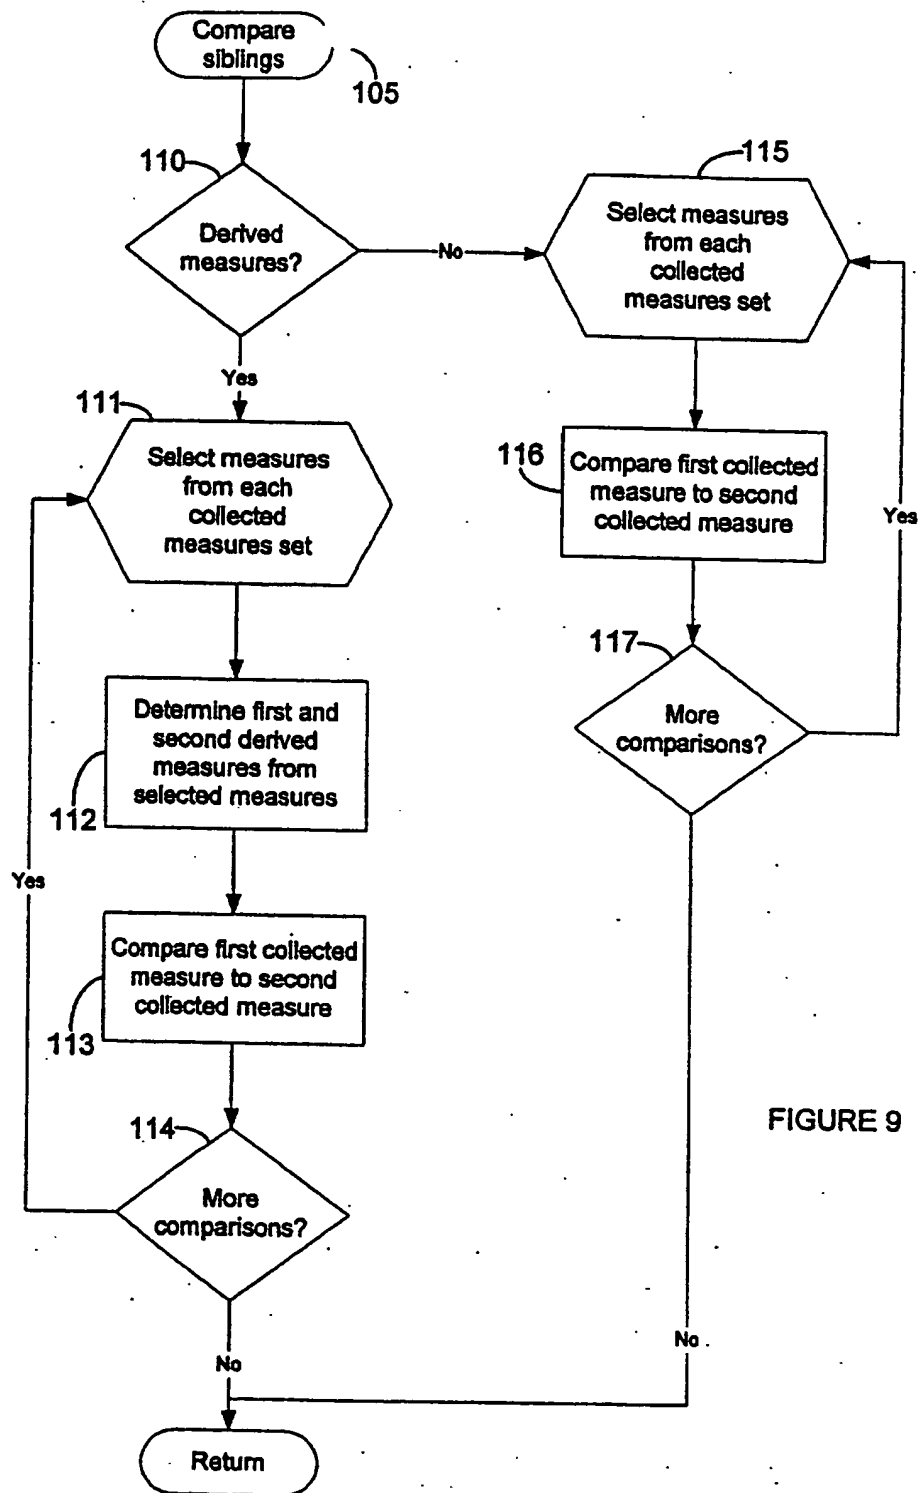 Compare
siblings
105
110
Derived
measures?
No
Yes
115
Select measures
from each
collected
measures set
111
Select measures
from each
collected
measures set
116
Compare first collected
measure to second
collected measure
Yes
117
More
comparisons?
Determine first and
second derived
measures from
selected measures
112
Yes
Compare first collected
measure to second
collected measure
113
114
More
comparisons?
FIGURE 9
No
No
Return